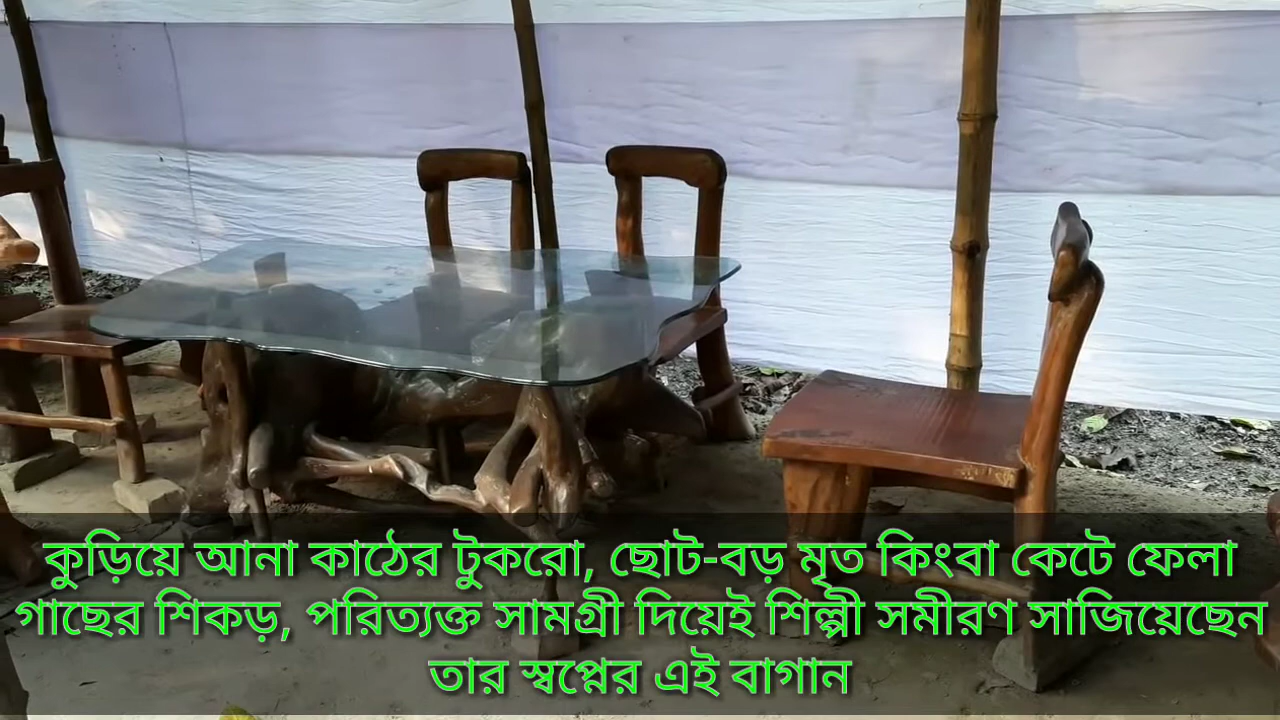 কুড়িয়ে আনা কাঠের টুকরো, ছোট-বড় মৃত কিংবা কেটে ফেলা
গাছের শিকড়, পরিত্যক্ত সামগ্রী দিয়েই শিল্পী সমীরণ সাজিয়েছেন
তার স্বপ্নের এই বাগান